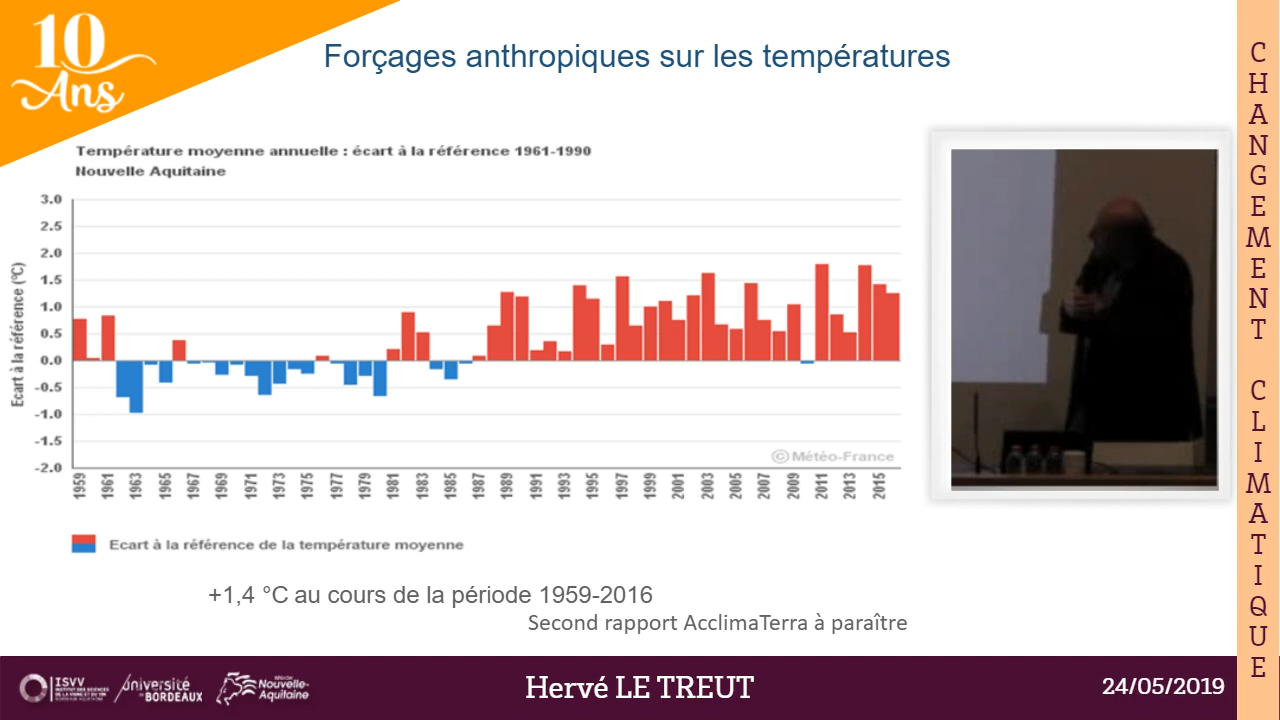 10
Ans
Forçages anthropiques sur les températures
Température moyenne annuelle : écart à la référence 1961-1990
Nouvelle Aquitaine
Ecart à la référence (°C)
3.0
2.5
2.0
1.5
1.0
0.5
0.0
-0.5
-1.0
-1.5
-2.0
© Météo-France
1959 1961 1963 1965 1967 1969 1971 1973 1975 1977 1979 1981 1983 1985 1987 1989 1991 1993 1995 1997 1999 2001 2003 2005 2007 2009 2011 2013 2015
Ecart à la référence de la température moyenne
+1,4 °C au cours de la période 1959-2016
Second rapport AcclimaTerra à paraître
CHANGEMENT CLIMATIQUE
ISVV
INSTITUT DES SCIENCES
DE LA VIGNE ET DU VIN
université
de BORDEAUX
Nouvelle-
Aquitaine
Hervé LE TREUT
24/05/2019